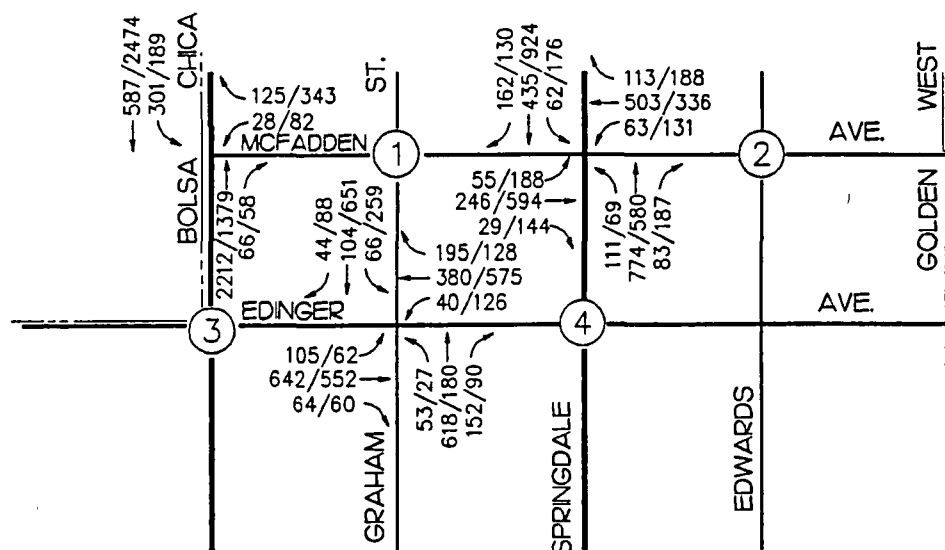 587/2474
301/189
CHICA
BOLSA
125/343
28/82
MCFADDEN
ST.
1
162/130
435/924
62/176
113/188
503/336
63/131
2
AVE.
WEST
GOLDEN
2212/1379
66/58
44/88
104/651
66/259
195/128
380/575
40/126
55/188
246/594
29/144
111/69
774/580
83/187
3
EDINGER
4
AVE.
105/62
642/552
64/60
53/27
618/180
152/90
GRAHAM
SPRINGDALE
EDWARDS